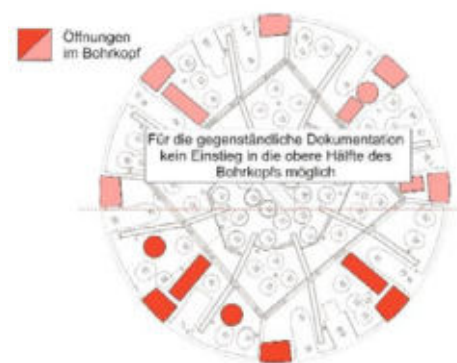 Öffnungen
im Bohrkopf
Für die gegenständliche Dokumentation
kein Einstieg in die obere Hälfte des
Bohrkopfs möglich